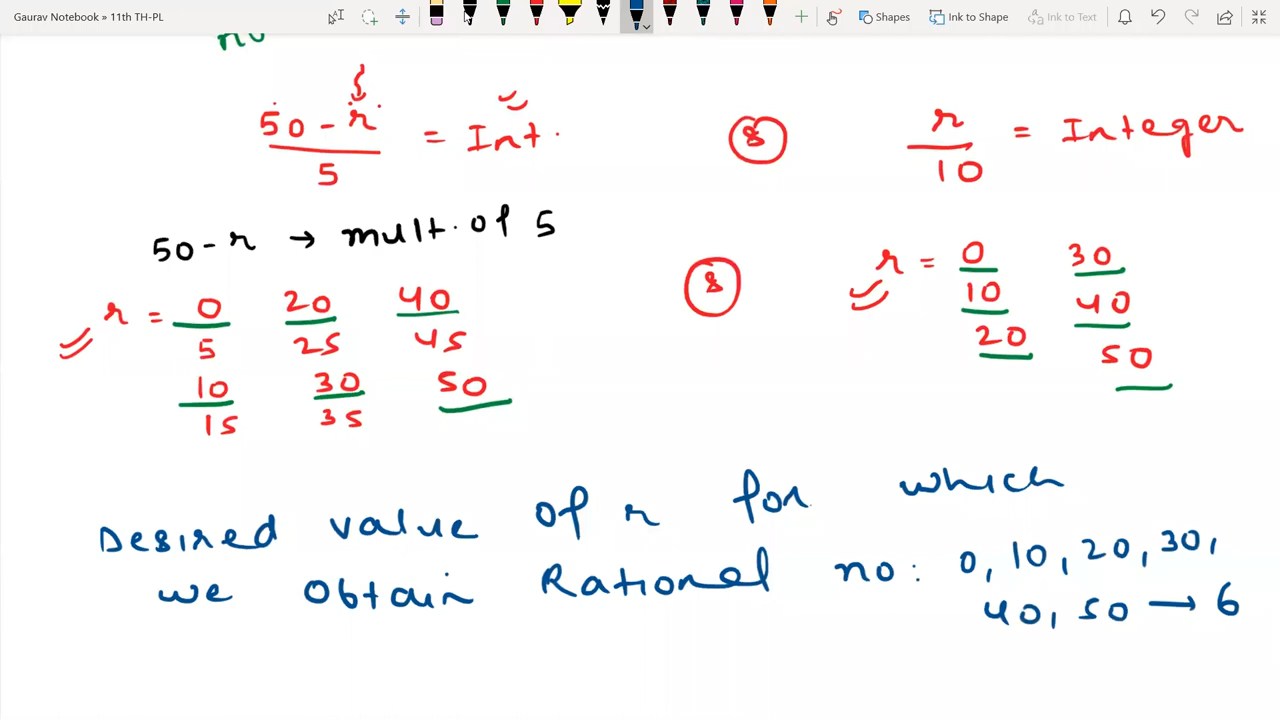 Gaurav Notebook » 11th TH-PL
Shapes
Ink to Shape
Ink to Text
no
50 - r / 5 = Int.
&
r / 10 = Integer
50 - r → mult. of 5
r = 0 20 40
5 25 45
10 30 50
15 35
&
r = 0 30
10 40
20 50
Desired value of r for which
we obtain Rational no: 0, 10, 20, 30,
40, 50 → 6